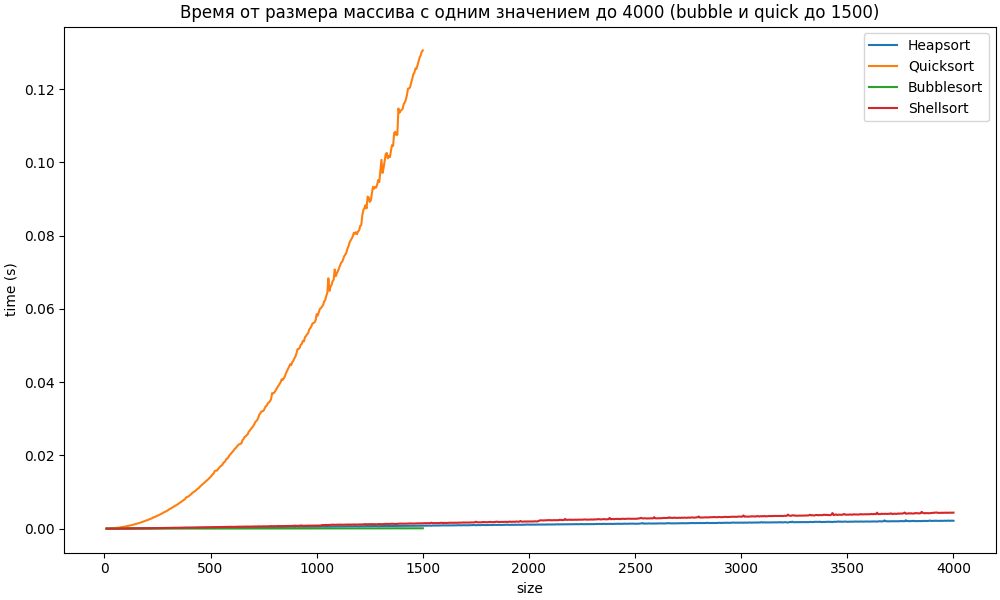 Время от размера массива с одним значением до 4000 (bubble и quick до 1500)
Heapsort
Quicksort
Bubblesort
Shellsort
time (s)
0.12
0.10
0.08
0.06
0.04
0.02
0.00
0
500
1000
1500
2000
2500
3000
3500
4000
size